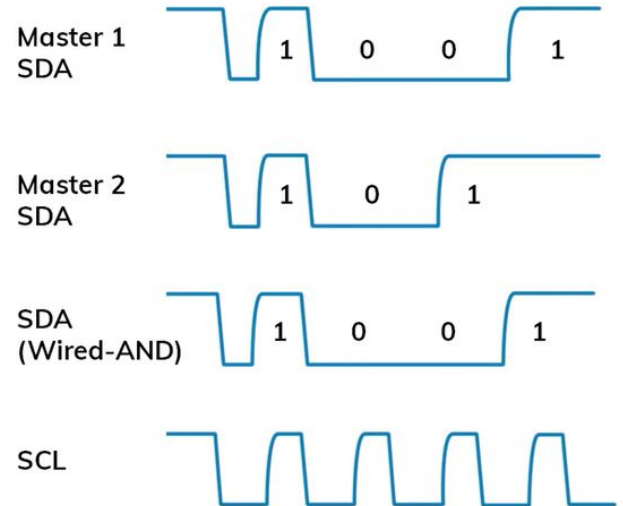 Master 1
SDA
1 0 0 1
Master 2
SDA
1 0 1
SDA
(Wired-AND)
1 0 0 1
SCL